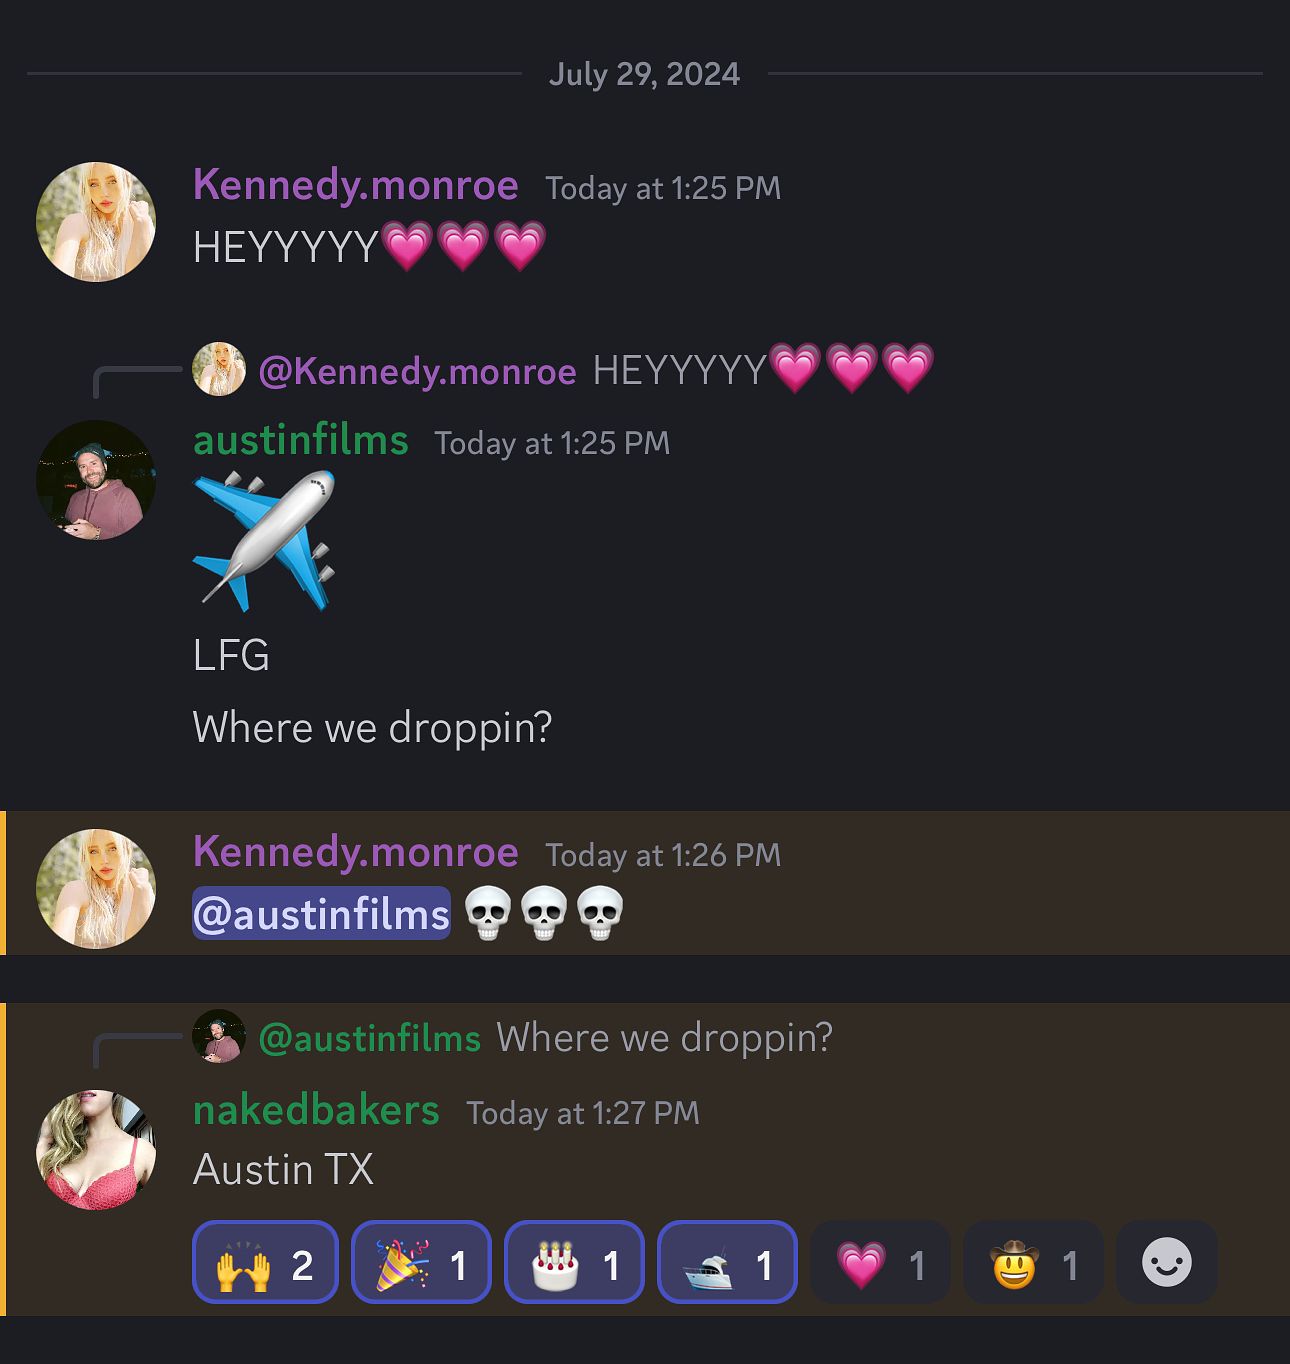 July 29, 2024
Kennedy.monroe Today at 1:25 PM
HEYYYYY💗💗💗
@Kennedy.monroe HEYYYYY💗💗💗
austinfilms Today at 1:25 PM
✈️
LFG
Where we droppin?
Kennedy.monroe Today at 1:26 PM
@austinfilms 💀💀💀
@austinfilms Where we droppin?
nakedbakers Today at 1:27 PM
Austin TX
🙌 2 🎉 1 🎂 1 🛥️ 1 💗 1 🤠 1